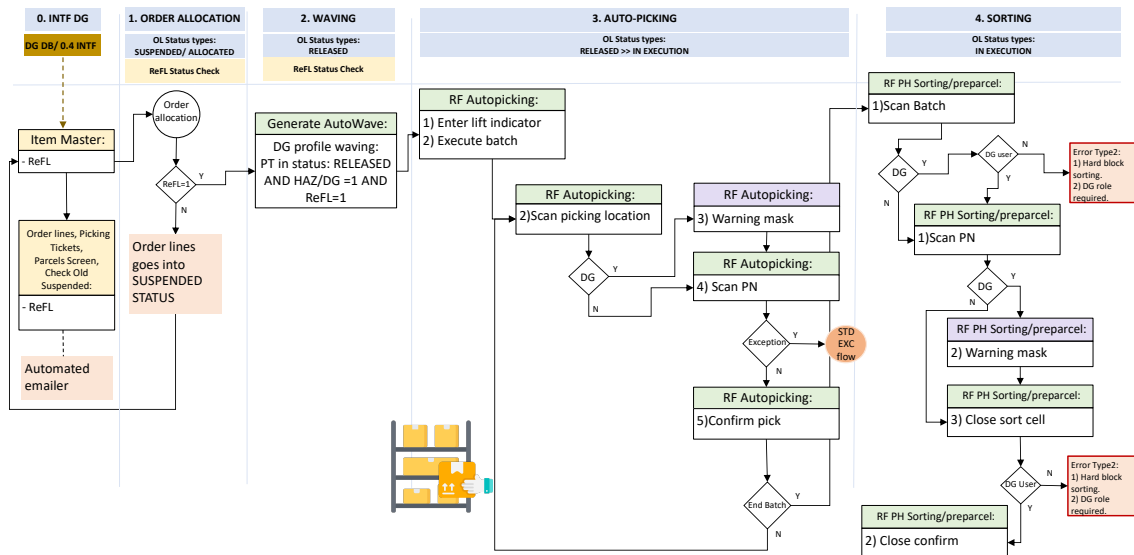 0. INTF DG
DG DB/ 0.4 INTF
Item Master:
- ReFL
Order lines, Picking
Tickets,
Parcels Screen,
Check Old
Suspended:
- ReFL
Automated
emailer
1. ORDER ALLOCATION
OL Status types:
SUSPENDED/ ALLOCATED
ReFL Status Check
Order
allocation
ReFL=1
Y
N
Order lines
goes into
SUSPENDED
STATUS
2. WAVING
OL Status types:
RELEASED
ReFL Status Check
Generate AutoWave:
DG profile waving:
PT in status: RELEASED
AND HAZ/DG =1 AND
ReFL=1
3. AUTO-PICKING
OL Status types:
RELEASED >> IN EXECUTION
RF Autopicking:
1) Enter lift indicator
2) Execute batch
RF Autopicking:
2)Scan picking location
DG
Y
N
RF Autopicking:
3) Warning mask
RF Autopicking:
4) Scan PN
Exception
Y
N
STD
EXC
flow
RF Autopicking:
5)Confirm pick
End Batch
Y
N
4. SORTING
OL Status types:
IN EXECUTION
RF PH Sorting/preparcel:
1)Scan Batch
DG
Y
N
DG user
N
Y
Error Type2:
1) Hard block
sorting.
2) DG role
required.
RF PH Sorting/preparcel:
1)Scan PN
DG
Y
N
RF PH Sorting/preparcel:
2) Warning mask
RF PH Sorting/preparcel:
3) Close sort cell
DG User
N
Y
Error Type2:
1) Hard block
sorting.
2) DG role
required.
RF PH Sorting/preparcel:
2) Close confirm